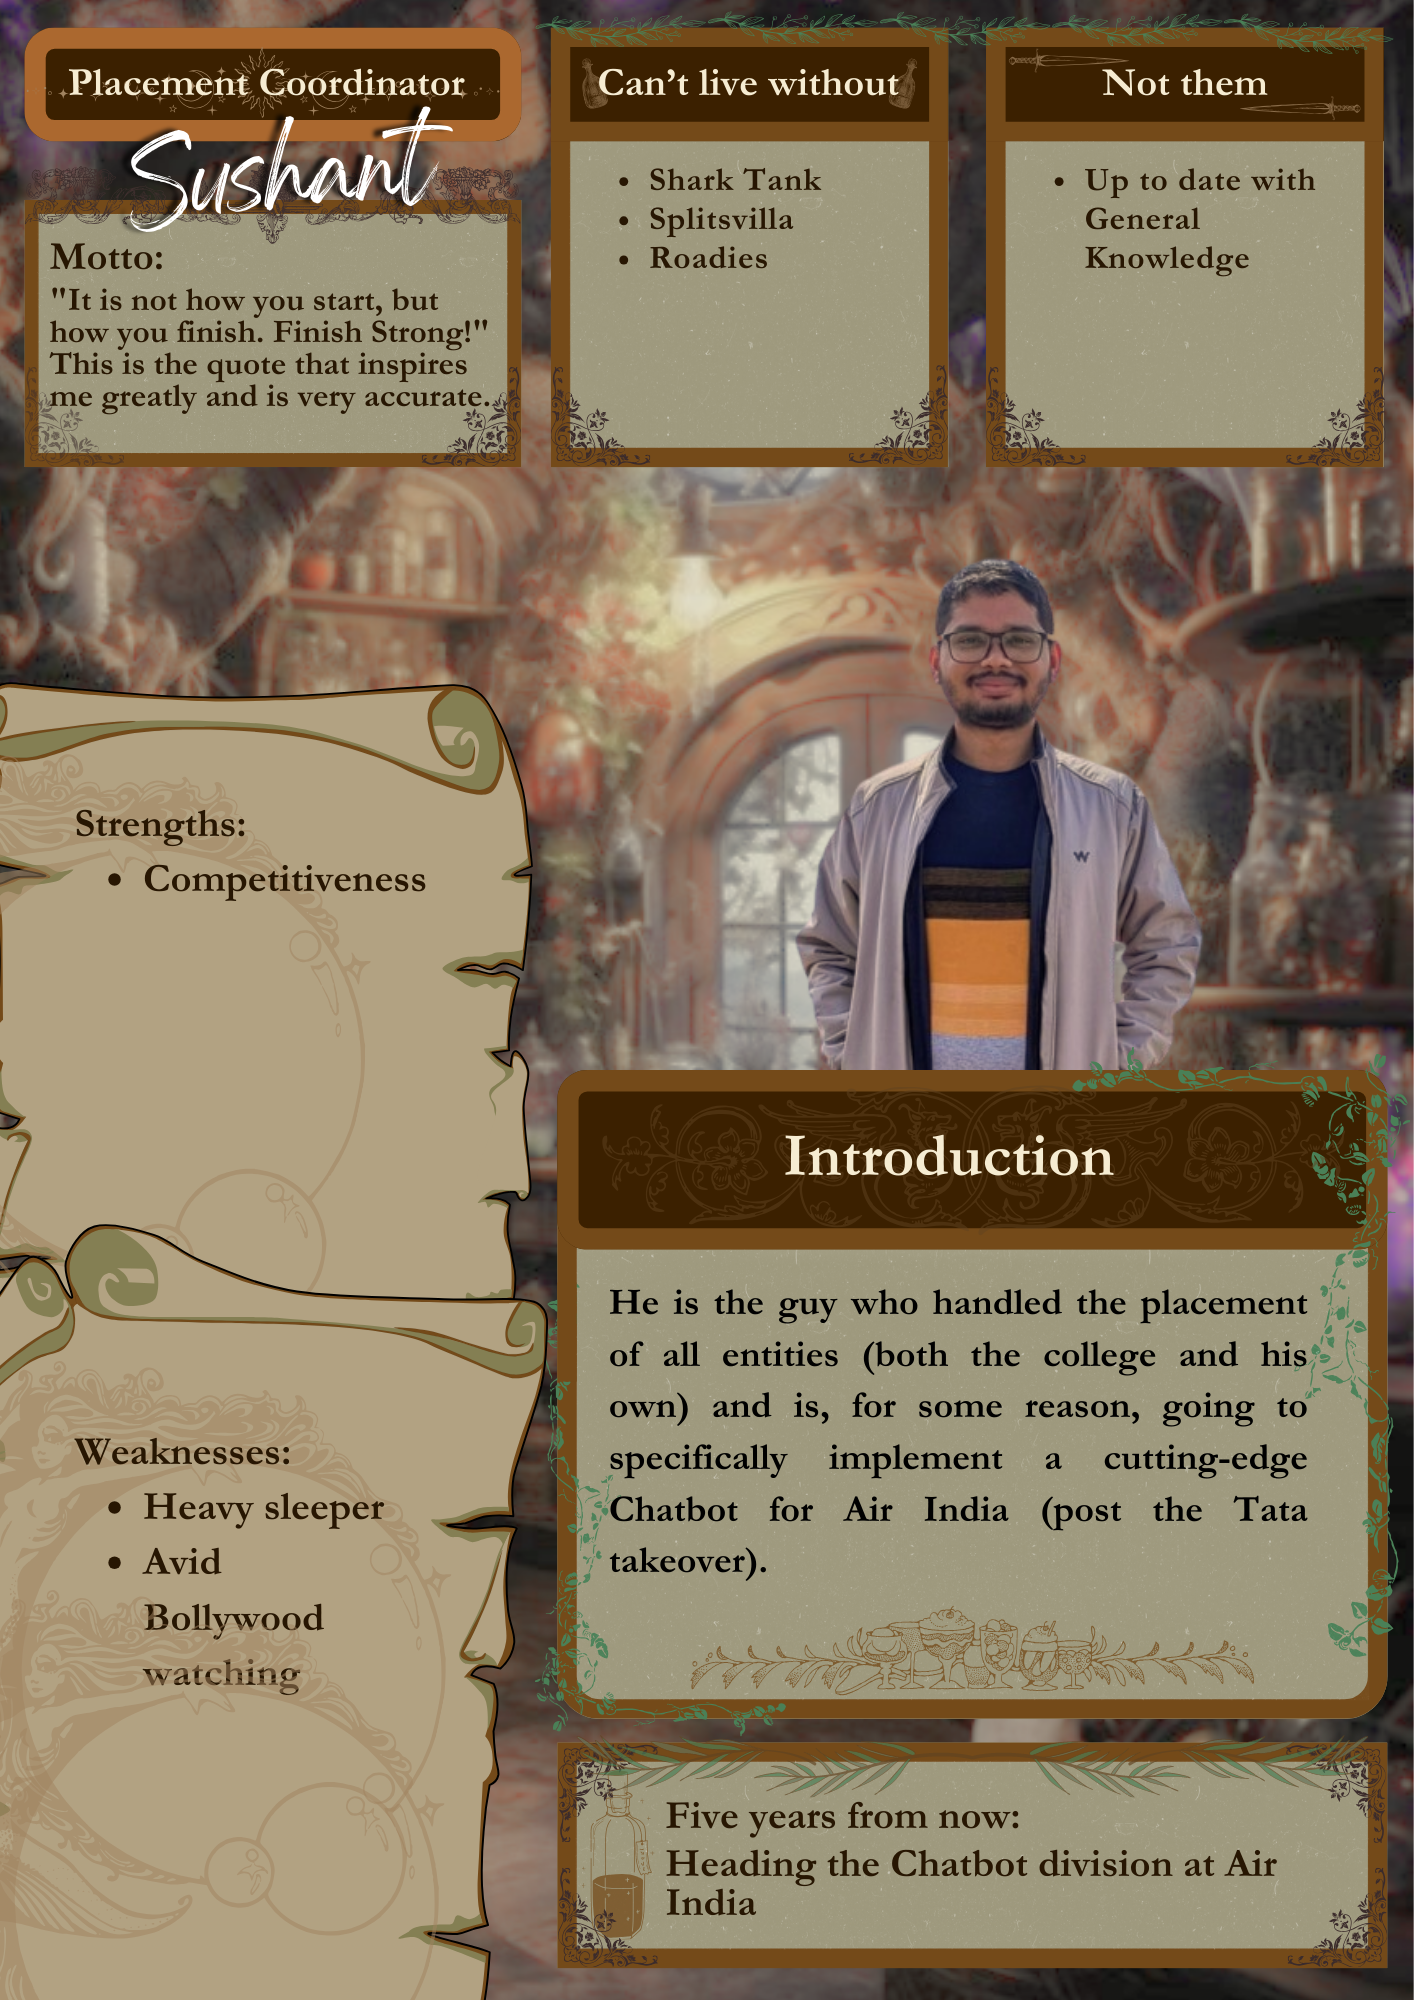 Placement Coordinator
Sushant
Motto:
"It is not how you start, but
how you finish. Finish Strong!"
This is the quote that inspires
me greatly and is very accurate.
Can't live without
• Shark Tank
• Splitsvilla
• Roadies
Not them
• Up to date with
General
Knowledge
Strengths:
• Competitiveness
Weaknesses:
• Heavy sleeper
• Avid
Bollywood
watching
W
Introduction
He is the guy who handled the placement
of all entities (both the college and his
own) and is, for some reason, going to
specifically implement a cutting-edge
Chatbot for Air India (post the Tata
takeover).
Five years from now:
Heading the Chatbot division at Air
India